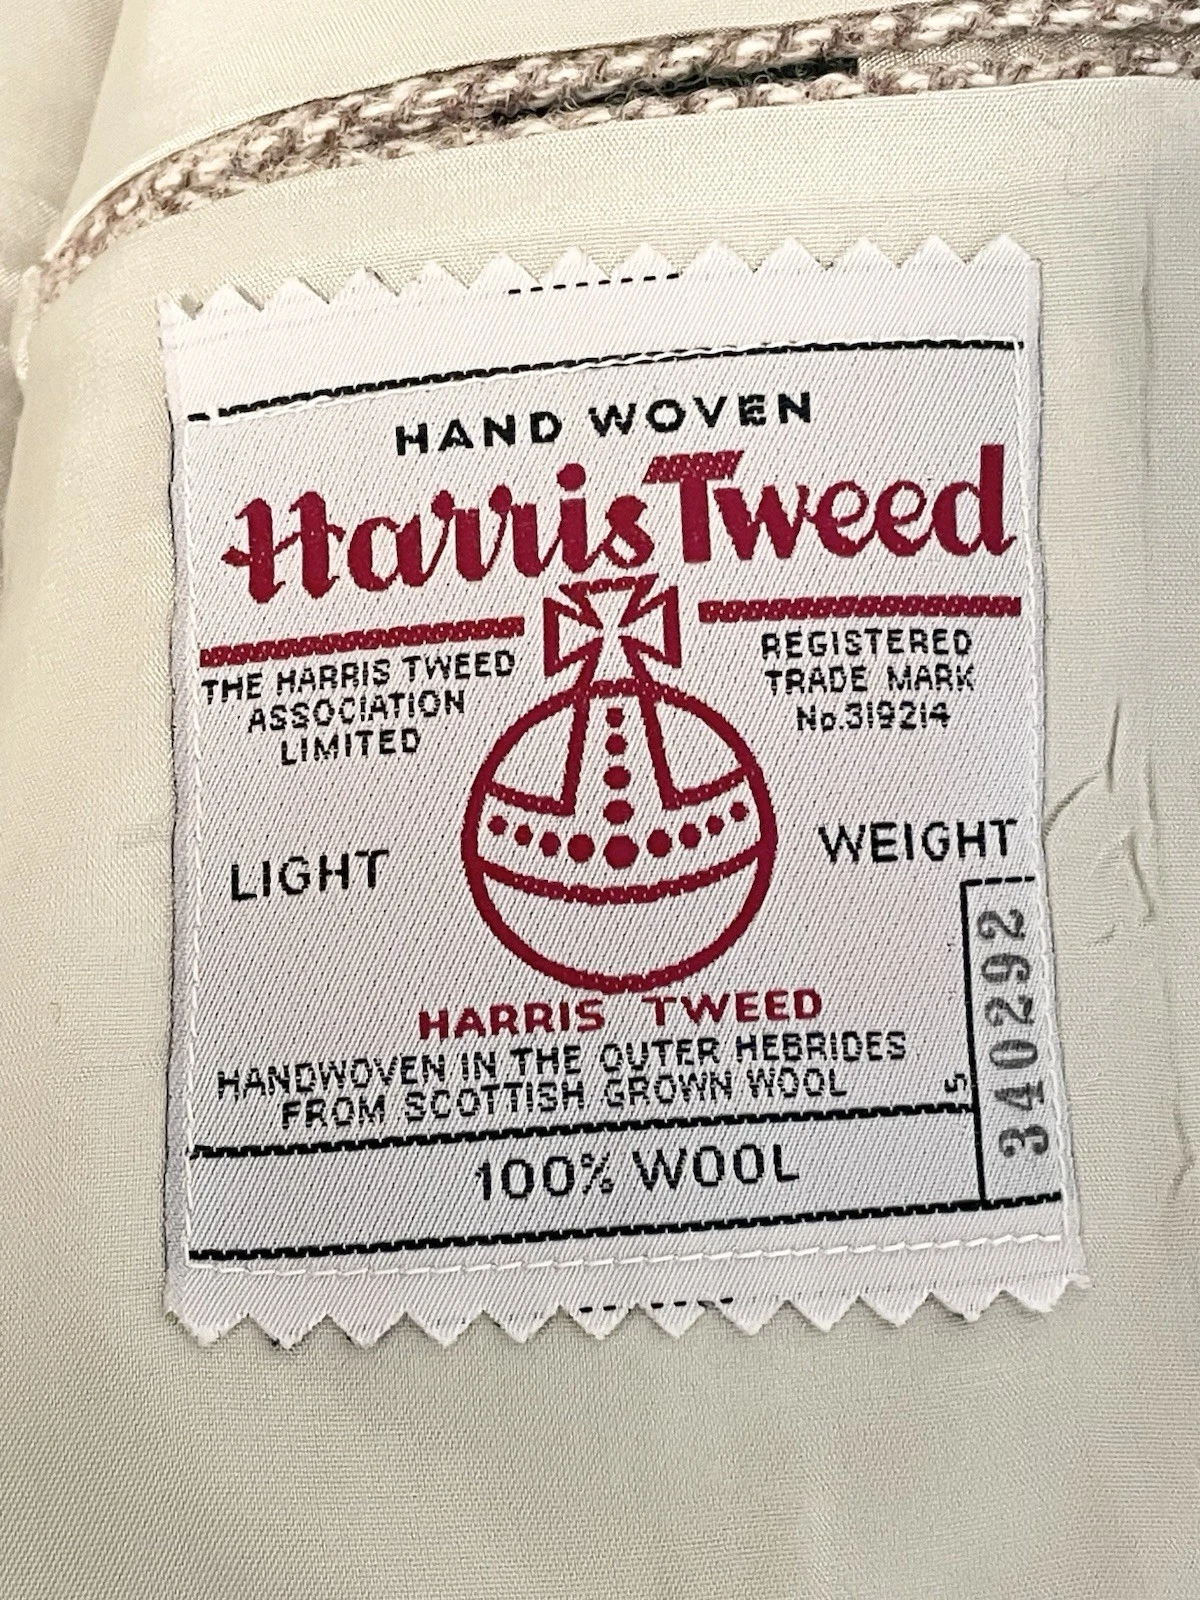 HAND WOVEN
Harris Tweed
THE HARRIS TWEED
ASSOCIATION
LIMITED
REGISTERED
TRADE MARK
No.319214
LIGHT WEIGHT
HARRIS TWEED
HANDWOVEN IN THE OUTER HEBRIDES
FROM SCOTTISH GROWN WOOL
100% WOOL
5
340292